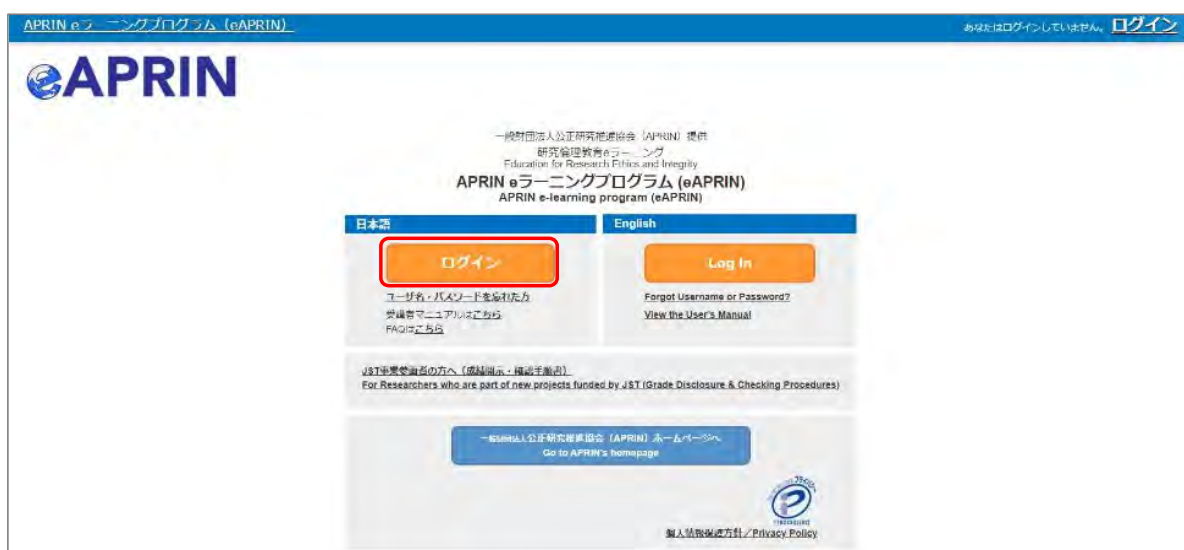 APRIN eラーニングプログラム (eAPRIN)
あなたはログインしていません。 ログイン
eAPRIN
一般財団法人公正研究推進協会 (APRIN) 提供
研究倫理教育eラーニング
Education for Research Ethics and Integrity
APRIN eラーニングプログラム (eAPRIN)
APRIN e-learning program (eAPRIN)
日本語
English
ログイン
Log In
ユーザ名・パスワードを忘れた方
Forgot Username or Password?
受講者マニュアルはこちら
View the User's Manual
FAQはこちら
JST事業参画者の方へ (成績開示・確認手順書)
For Researchers who are part of new projects funded by JST (Grade Disclosure & Checking Procedures)
一般財団法人公正研究推進協会 (APRIN) ホームページへ
Go to APRIN's homepage
個人情報保護方針／Privacy Policy